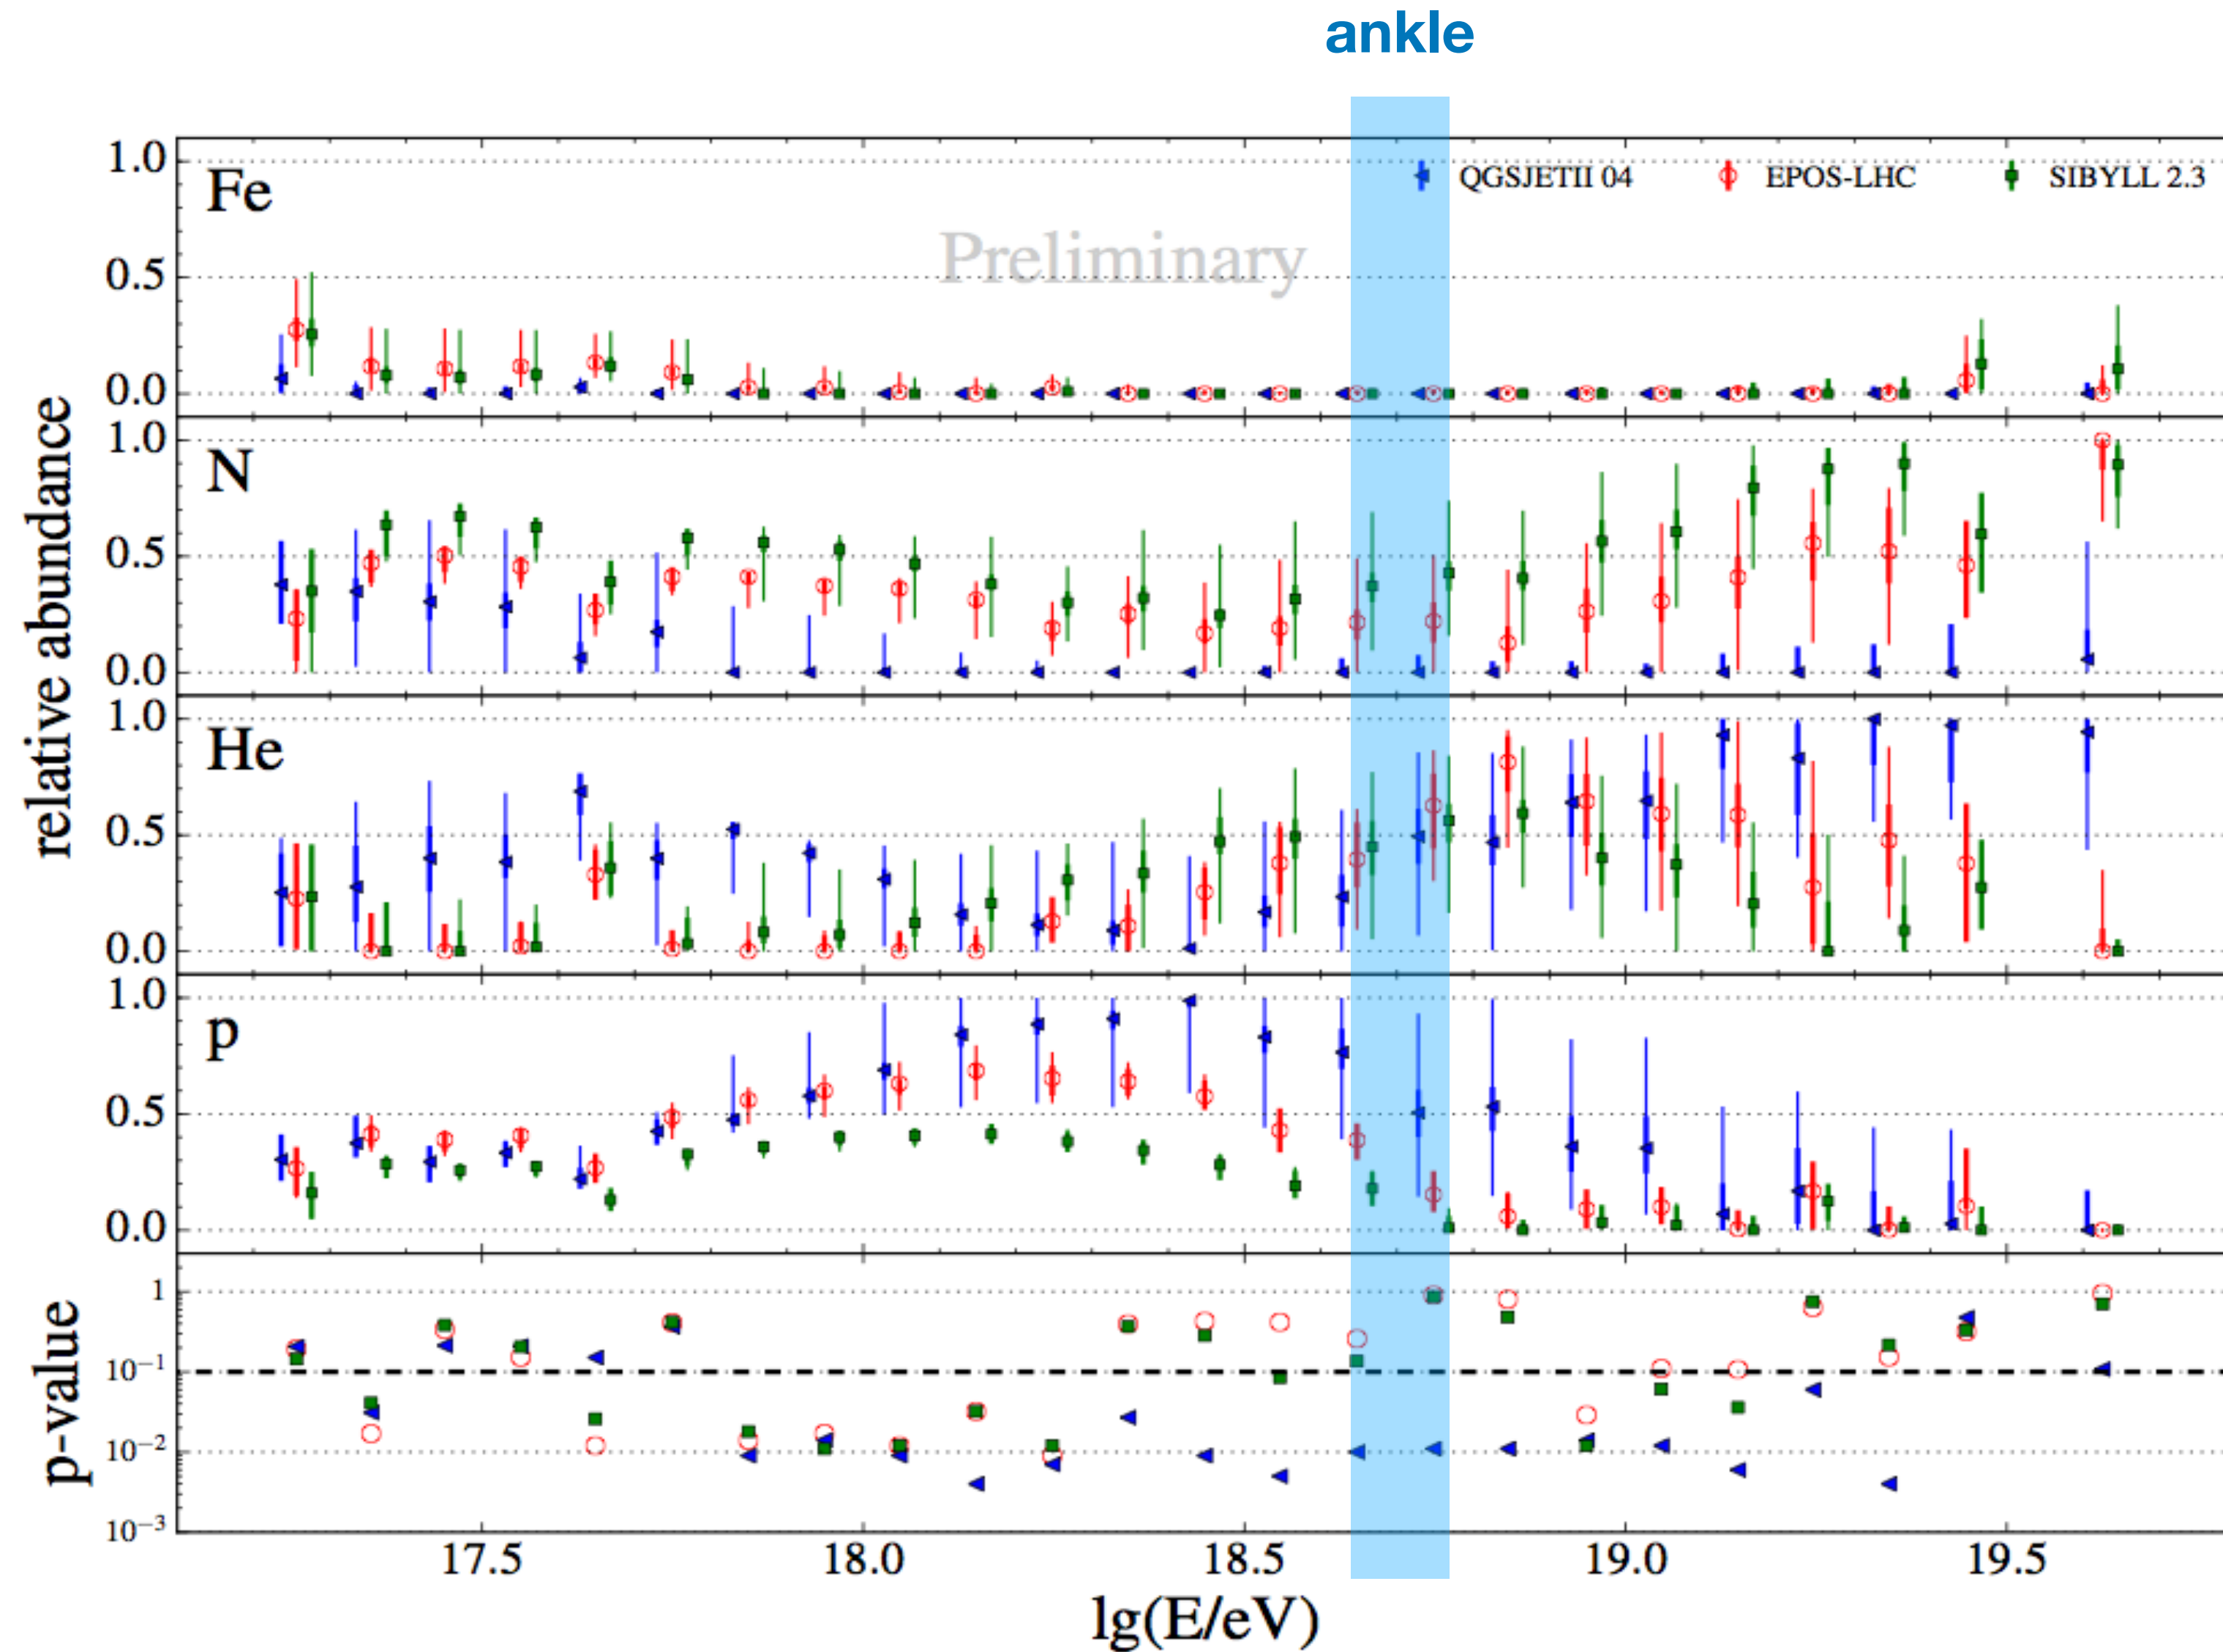 ankle
1.0
Fe
QGSJETII 04
EPOS-LHC
SIBYLL 2.3
Preliminary
0.5
0.0
1.0
N
0.5
0.0
1.0
He
0.5
0.0
1.0
p
0.5
0.0
relative abundance
1
10−1
10−2
10−3
p-value
17.5 18.0 18.5 19.0 19.5
lg(E/eV)